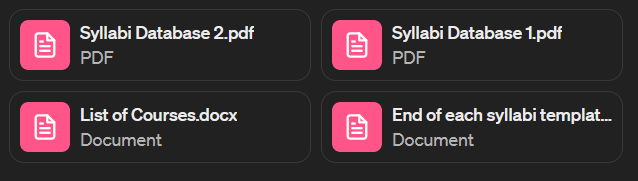 Syllabi Database 2.pdf
PDF
Syllabi Database 1.pdf
PDF
List of Courses.docx
Document
End of each syllabi templat...
Document